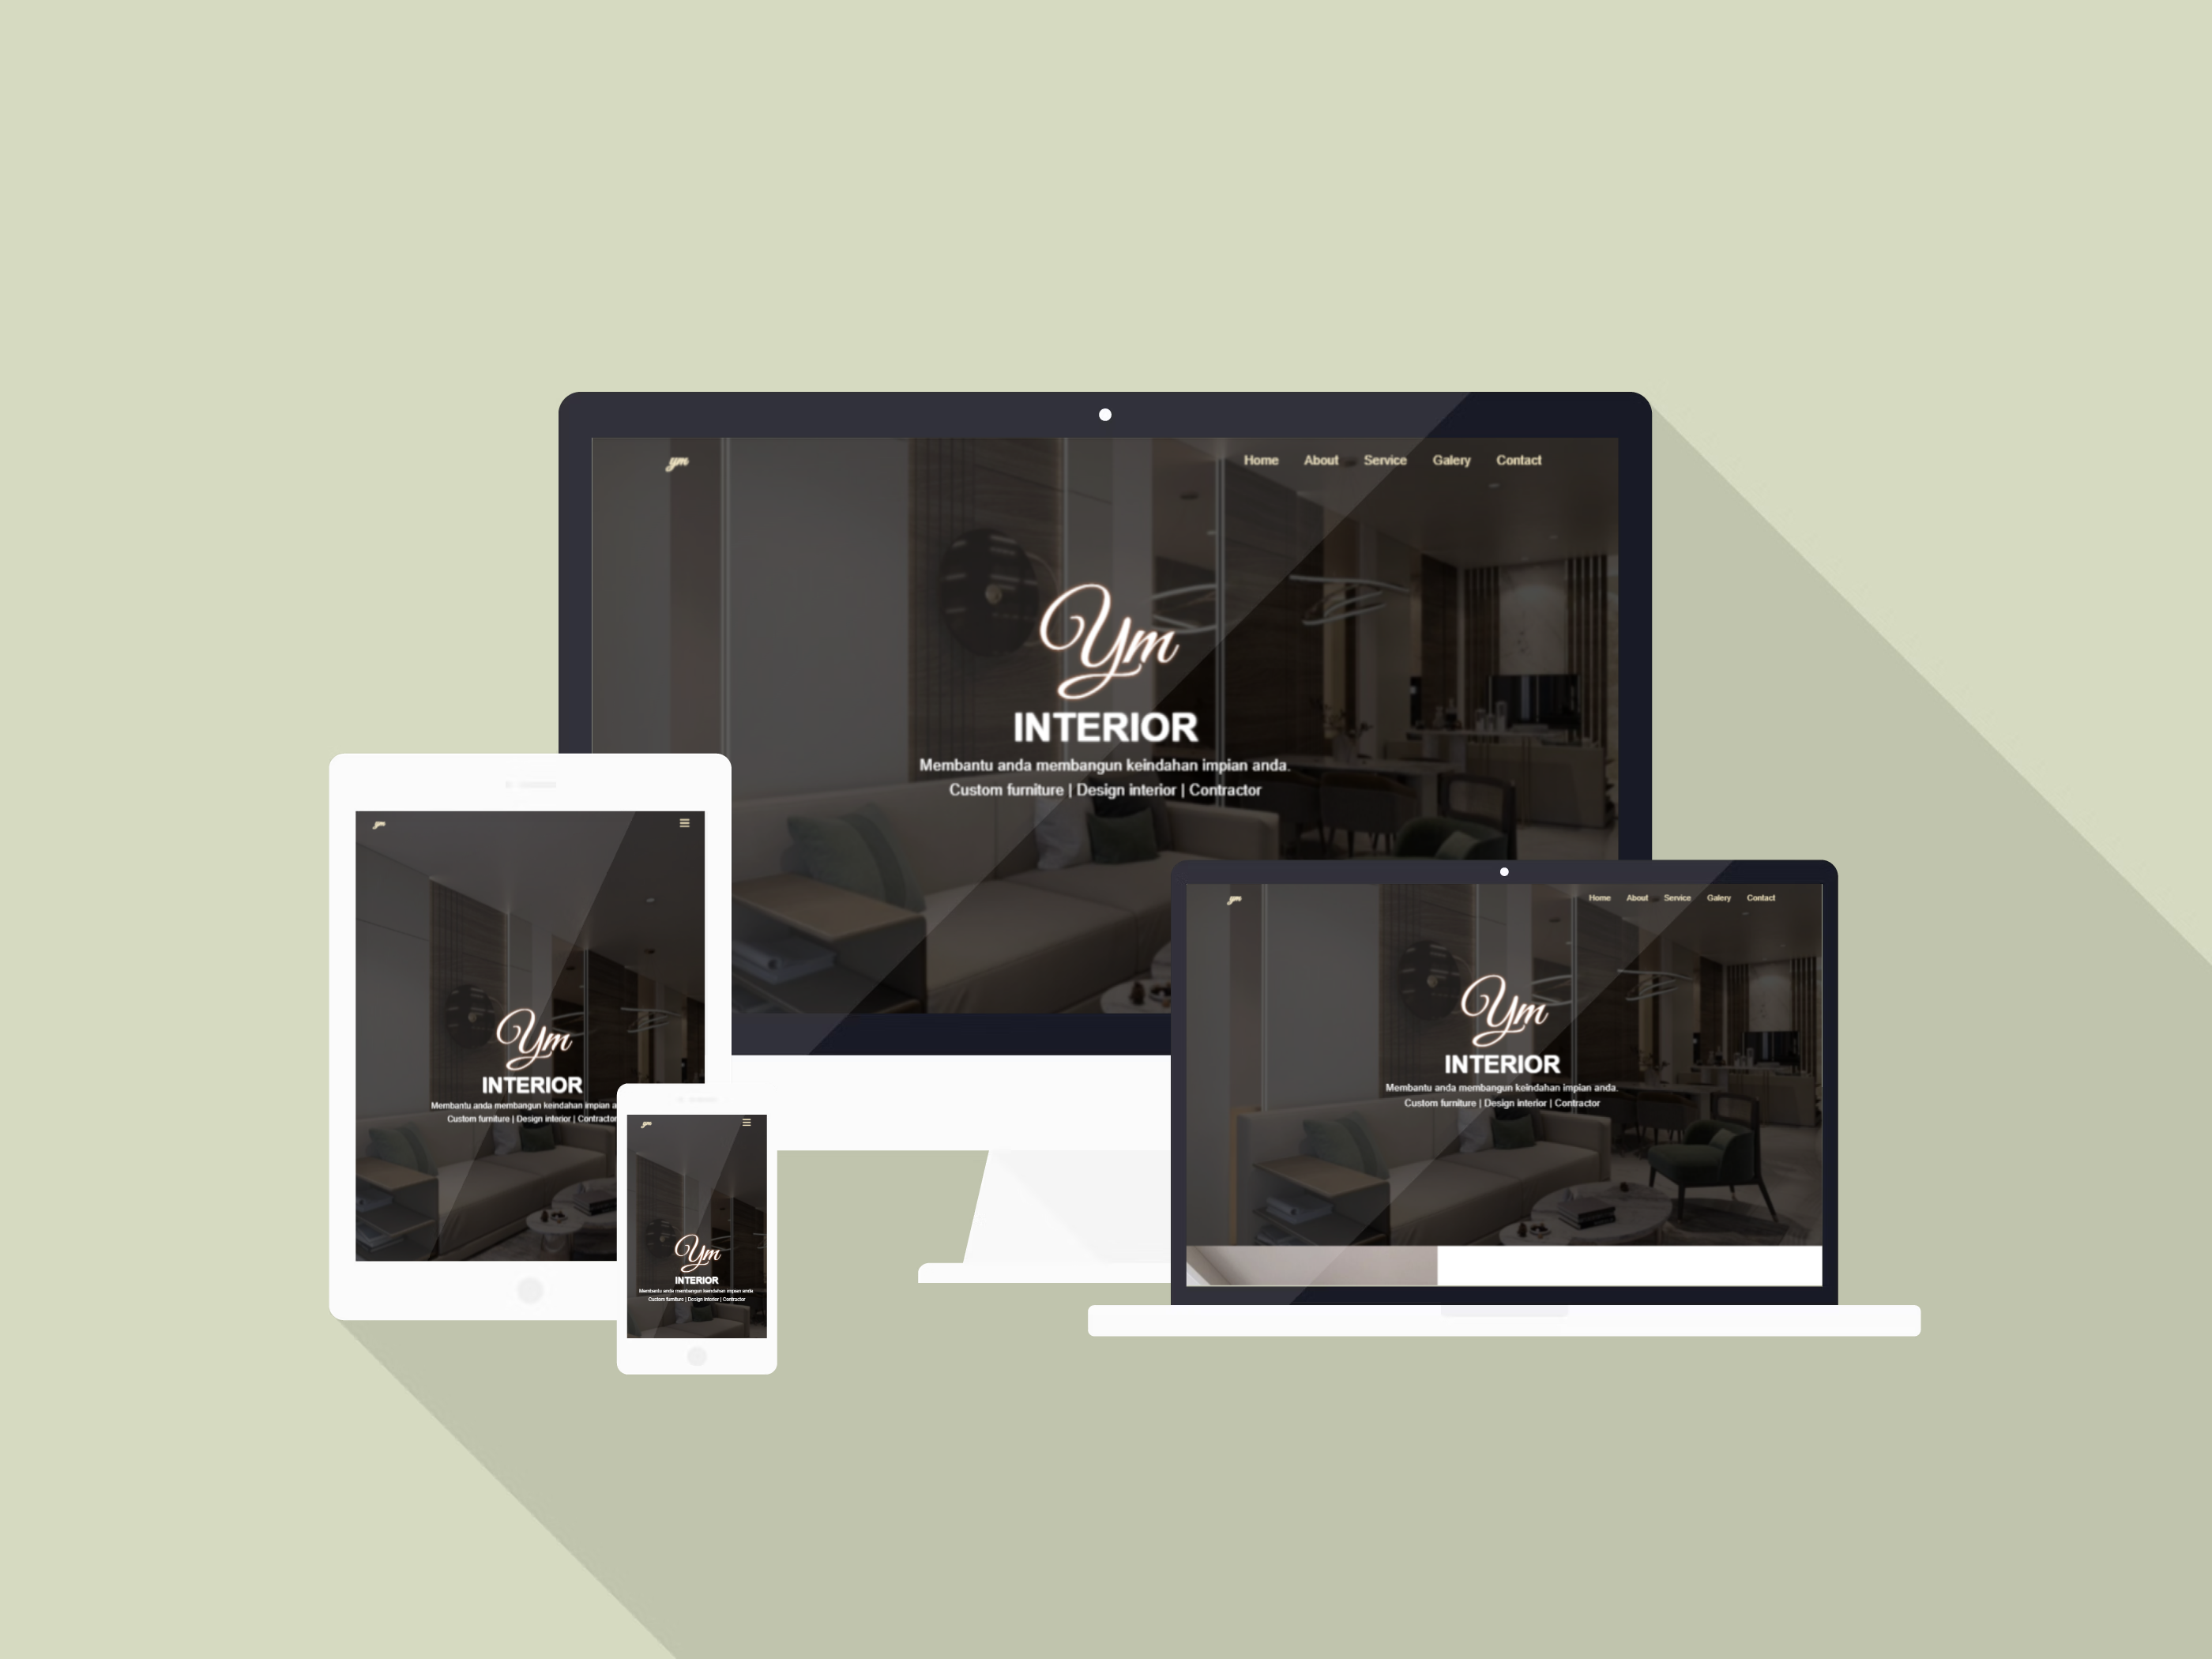 ym
Home About Service Galery Contact
Ym
INTERIOR
Membantu anda membangun keindahan impian anda.
Custom furniture | Design interior | Contractor
ym
Ym
INTERIOR
Membantu anda membangun keindahan impian a
Custom furniture | Design interior | Contractor
ym
Ym
INTERIOR
Membantu anda membangun keindahan impian anda
Custom furniture | Design interior | Contractor
ym
Home About Service Galery Contact
Ym
INTERIOR
Membantu anda membangun keindahan impian anda.
Custom furniture | Design interior | Contractor